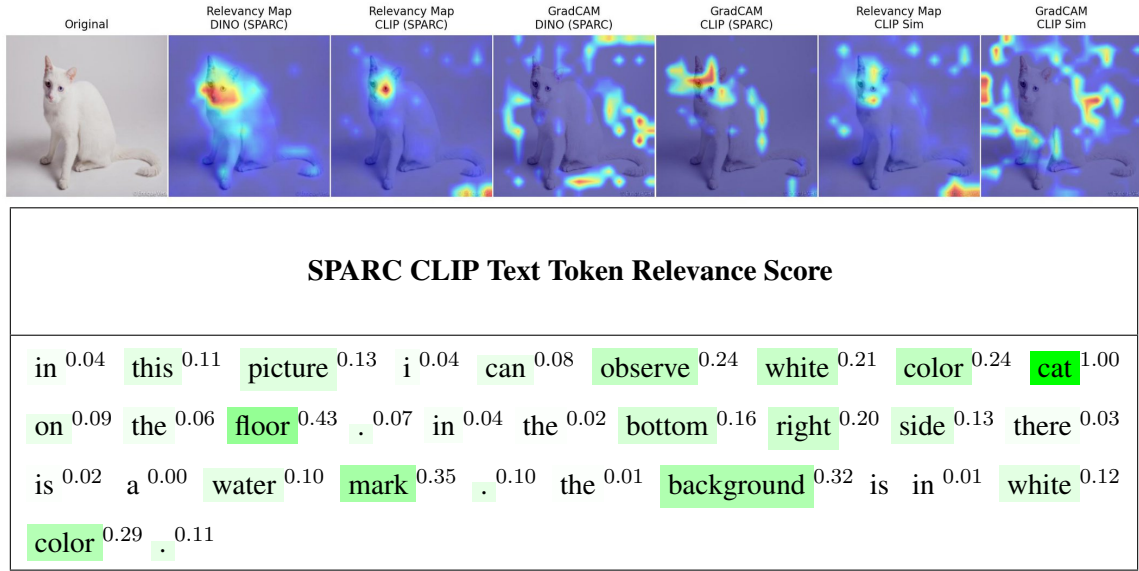 Original
Relevancy Map
DINO (SPARC)
Relevancy Map
CLIP (SPARC)
GradCAM
DINO (SPARC)
GradCAM
CLIP (SPARC)
Relevancy Map
CLIP Sim
GradCAM
CLIP Sim
SPARC CLIP Text Token Relevance Score
in 0.04 this 0.11 picture 0.13 i 0.04 can 0.08 observe 0.24 white 0.21 color 0.24 cat 1.00
on 0.09 the 0.06 floor 0.43 . 0.07 in 0.04 the 0.02 bottom 0.16 right 0.20 side 0.13 there 0.03
is 0.02 a 0.00 water 0.10 mark 0.35 . 0.10 the 0.01 background 0.32 is in 0.01 white 0.12
color 0.29 . 0.11